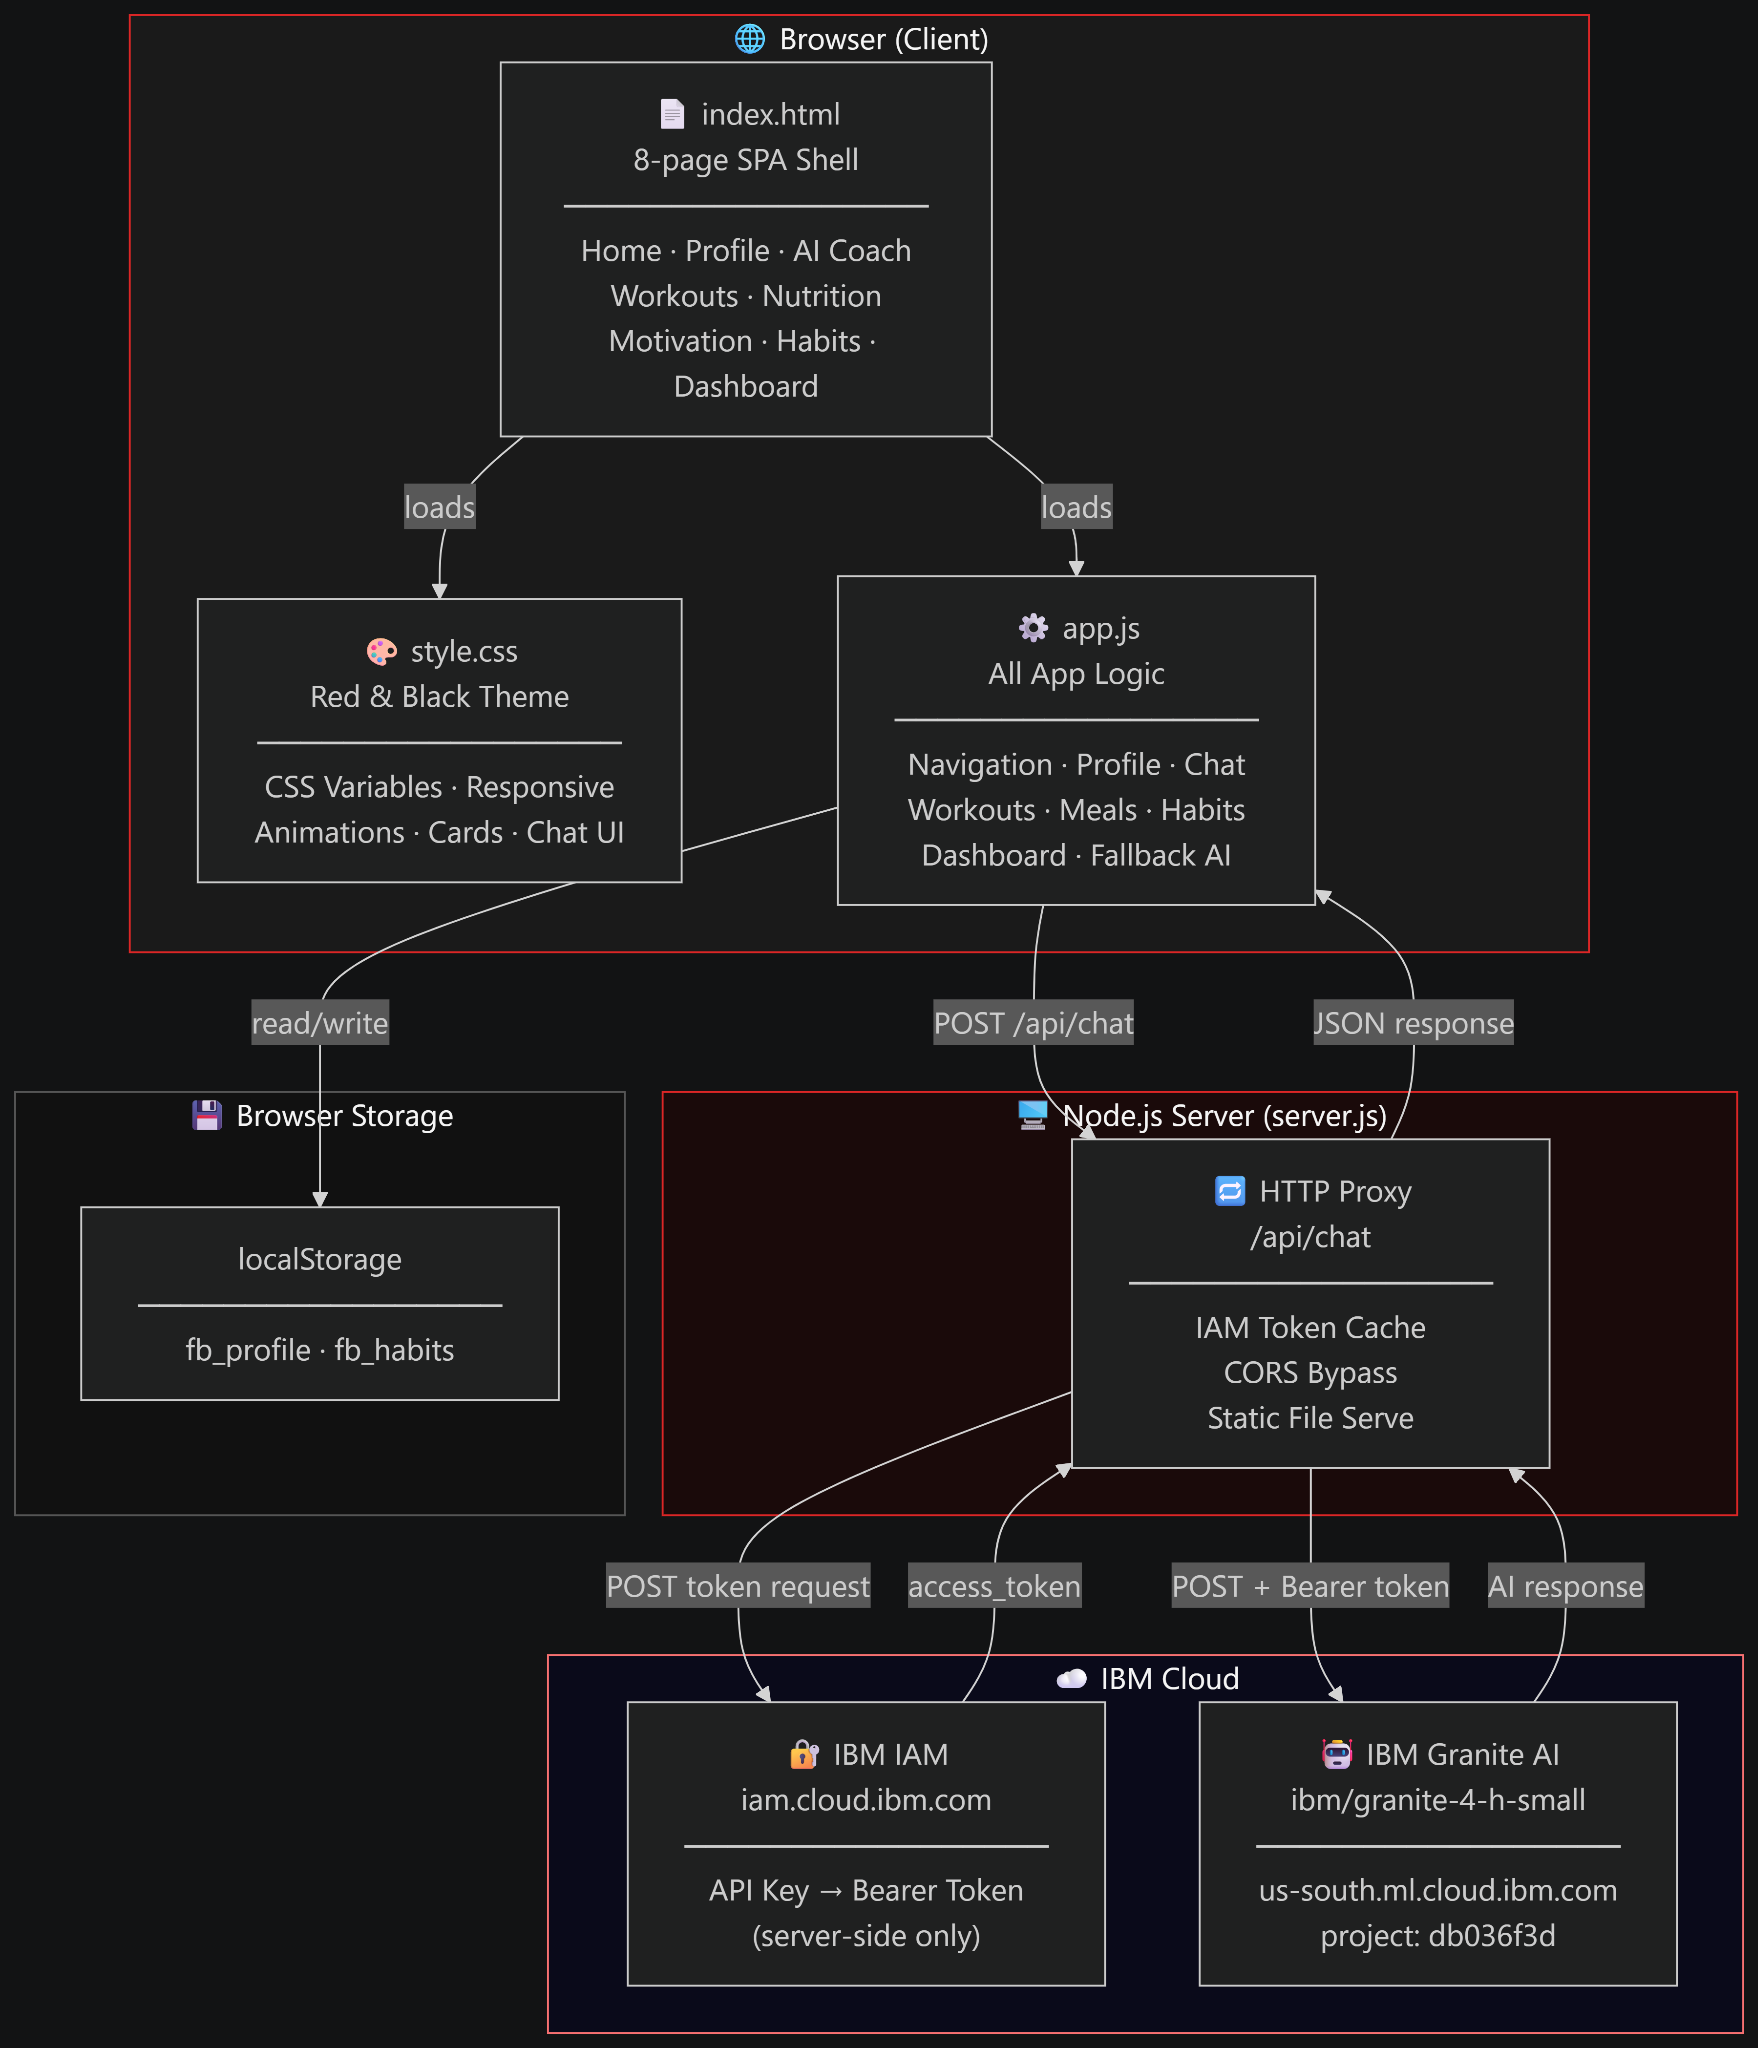 Browser (Client)
index.html
8-page SPA Shell
Home · Profile · AI Coach
Workouts · Nutrition
Motivation · Habits ·
Dashboard
loads
loads
style.css
Red & Black Theme
CSS Variables · Responsive
Animations · Cards · Chat UI
app.js
All App Logic
Navigation · Profile · Chat
Workouts · Meals · Habits
Dashboard · Fallback AI
read/write
POST /api/chat
JSON response
Browser Storage
localStorage
fb_profile · fb_habits
Node.js Server (server.js)
HTTP Proxy
/api/chat
IAM Token Cache
CORS Bypass
Static File Serve
POST token request
access_token
POST + Bearer token
AI response
IBM Cloud
IBM IAM
iam.cloud.ibm.com
API Key → Bearer Token
(server-side only)
IBM Granite AI
ibm/granite-4-h-small
us-south.ml.cloud.ibm.com
project: db036f3d